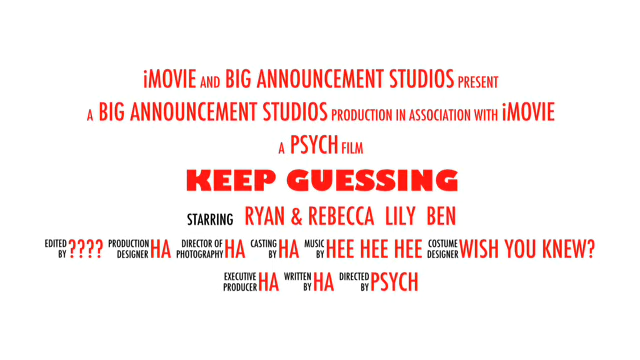 iMOVIE AND BIG ANNOUNCEMENT STUDIOS PRESENT
A BIG ANNOUNCEMENT STUDIOS PRODUCTION IN ASSOCIATION WITH iMOVIE
A PSYCH FILM
KEEP GUESSING
STARRING RYAN & REBECCA LILY BEN
EDITED BY ???? PRODUCTION DESIGNER HA DIRECTOR OF PHOTOGRAPHY HA CASTING BY HA MUSIC BY HEE HEE HEE COSTUME DESIGNER WISH YOU KNEW?
EXECUTIVE PRODUCER HA WRITTEN BY HA DIRECTED BY PSYCH